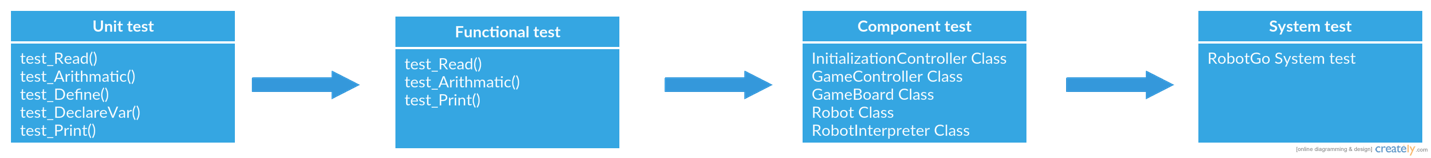 Unit test
test_Read()
test_Arithmatic()
test_Define()
test_DeclareVar()
test_Print()
Functional test
test_Read()
test_Arithmatic()
test_Print()
Component test
InitializationController Class
GameController Class
GameBoard Class
Robot Class
RobotInterpreter Class
System test
RobotGo System test
[online diagramming & design] creately.com